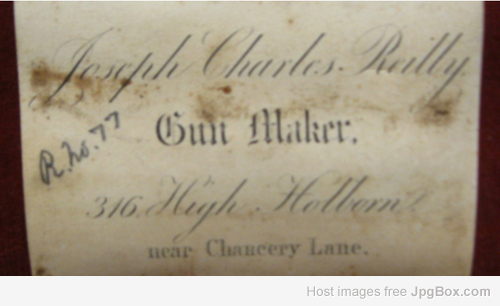 Joseph Charles Reilly
Gun Maker.
R. No. 77
316. High Holborn
near Chancery Lane.
Host images free JpgBox.com